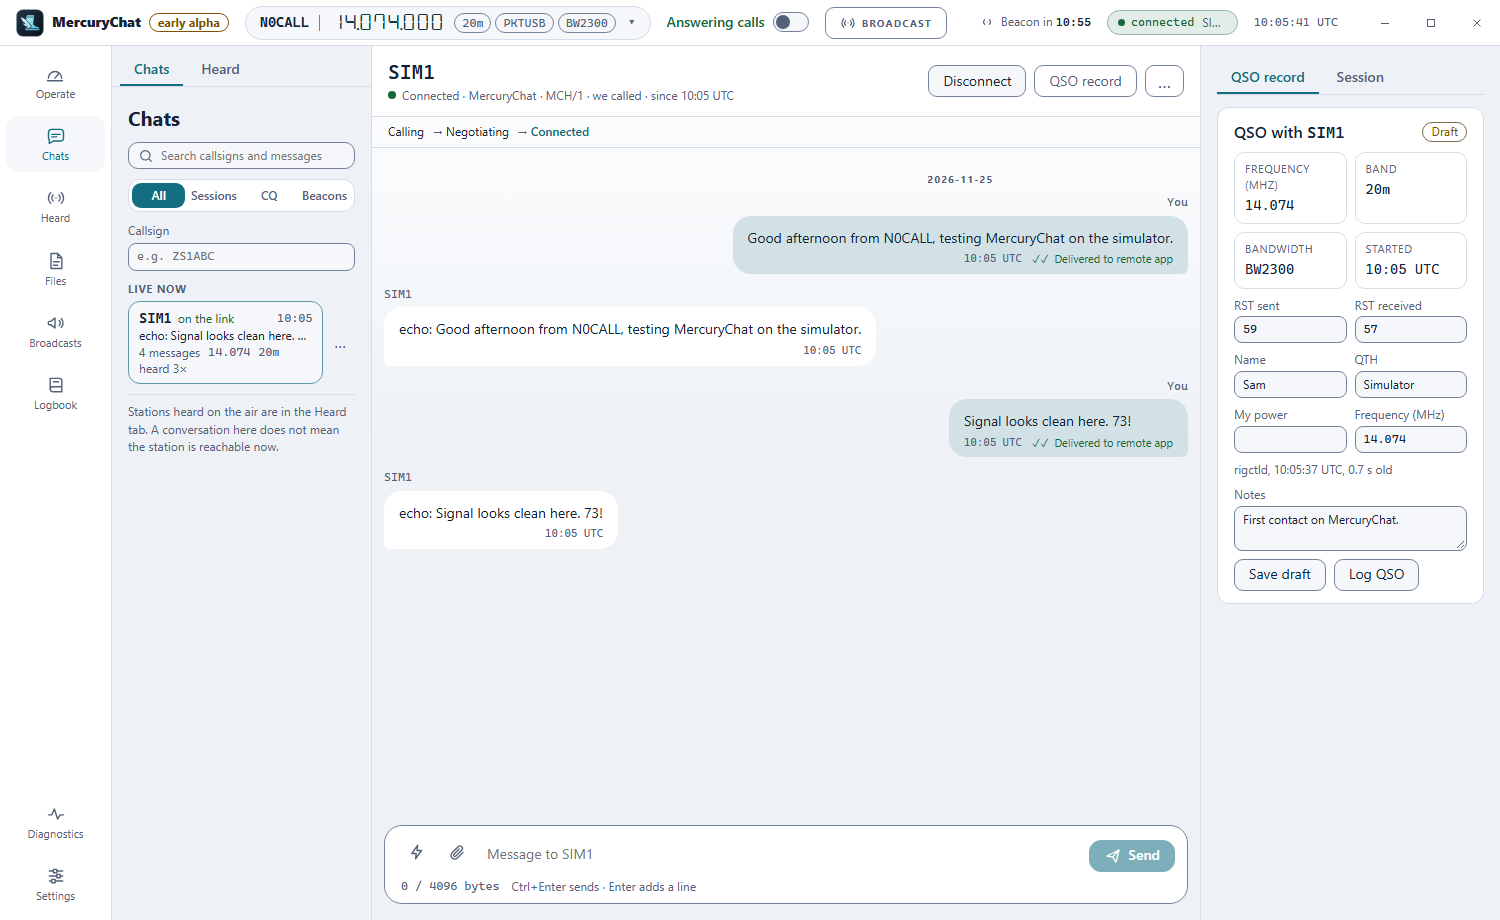 MercuryChat early alpha
N0CALL 14.074.000 20m PKTUSB BW2300
Answering calls
BROADCAST
Beacon in 10:55
connected SI...
10:05:41 UTC
Operate
Chats
Heard
Files
Broadcasts
Logbook
Diagnostics
Settings
Chats Heard
Chats
Search callsigns and messages
All Sessions CQ Beacons
Callsign
e.g. ZS1ABC
LIVE NOW
SIM1 on the link 10:05
echo: Signal looks clean here. ...
4 messages 14.074 20m
heard 3×
...
Stations heard on the air are in the Heard
tab. A conversation here does not mean
the station is reachable now.
SIM1
Connected · MercuryChat · MCH/1 · we called · since 10:05 UTC
Disconnect
QSO record
...
Calling → Negotiating → Connected
2026-11-25
You
Good afternoon from N0CALL, testing MercuryChat on the simulator.
10:05 UTC ✓✓ Delivered to remote app
SIM1
echo: Good afternoon from N0CALL, testing MercuryChat on the simulator.
10:05 UTC
You
Signal looks clean here. 73!
10:05 UTC ✓✓ Delivered to remote app
SIM1
echo: Signal looks clean here. 73!
10:05 UTC
Message to SIM1
Send
0 / 4096 bytes Ctrl+Enter sends · Enter adds a line
QSO record Session
QSO with SIM1 Draft
FREQUENCY
(MHZ)
14.074
BAND
20m
BANDWIDTH
BW2300
STARTED
10:05 UTC
RST sent
59
RST received
57
Name
Sam
QTH
Simulator
My power
Frequency (MHz)
14.074
rigctld, 10:05:37 UTC, 0.7 s old
Notes
First contact on MercuryChat.
Save draft
Log QSO